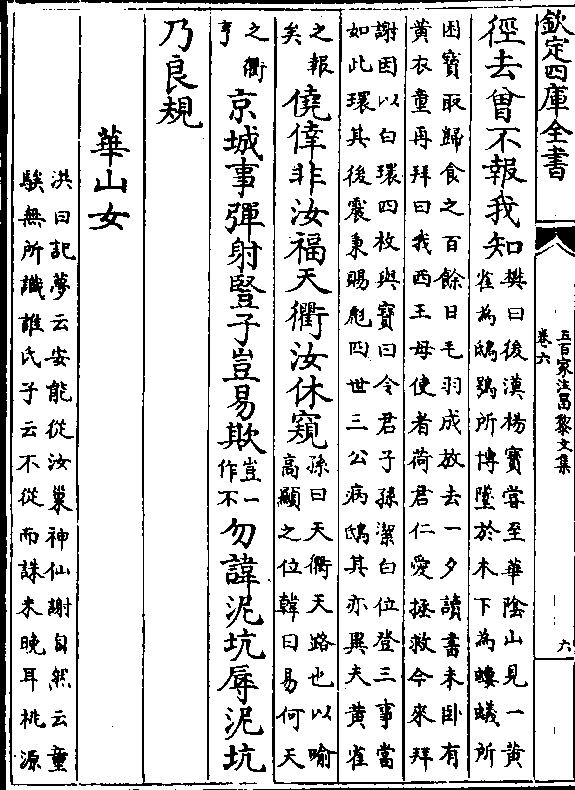 欽定四庫全書
五百家注昌黎文集
卷六
六
徑去曾不報我知樊曰後漢楊寶嘗至華陰山見一黄
雀為鴟鴞所博墜於木下為螻蟻所
困寶取歸食之百餘日毛羽成放去一夕讀書未卧有
黄衣童再拜曰我西王母使者荷君仁愛拯救今來拜
謝因以白環四枚與寶曰令君子孫潔白位登三事當
如此環其後震秉賜彪四世三公病鴟其亦異夫黄雀
之報
矣
僥倖非汝福天衢汝休窺孫曰天衢天路也以喻
高顯之位韓曰易何天
之衢
亨
京城事彈射豎子豈易欺豈一
作不
勿諱泥坑辱泥坑
乃良規
華山女
洪曰記夢云安能從汝巢神仙謝自然云童
騃無所識誰氏子云不從而誅未晚耳桃源